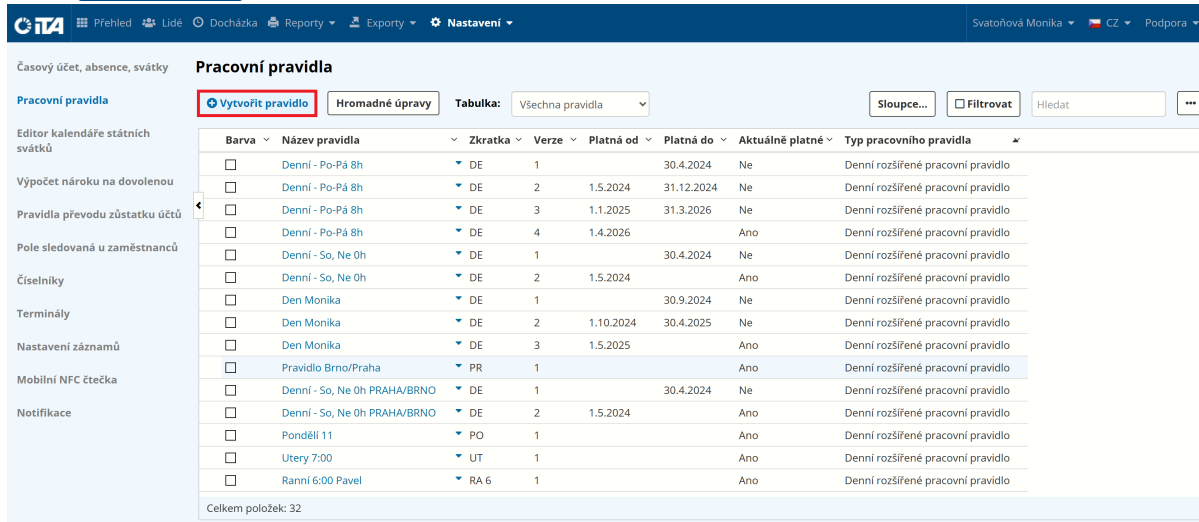 iTA Přehled Lidé Docházka Reporty Exporty Nastavení Svatoňová Monika CZ Podpora
Časový účet, absence, svátky
Pracovní pravidla
Editor kalendáře státních
svátků
Výpočet nároku na dovolenou
Pravidla převodu zůstatku účtů
Pole sledovaná u zaměstnanců
Číselníky
Terminály
Nastavení záznamů
Mobilní NFC čtečka
Notifikace
Pracovní pravidla
Vytvořit pravidlo Hromadné úpravy Tabulka: Všechna pravidla Sloupce... Filtrovat Hledat ...
Barva Název pravidla Zkratka Verze Platná od Platná do Aktuálně platné Typ pracovního pravidla
Denní - Po-Pá 8h DE 1 30.4.2024 Ne Denní rozšířené pracovní pravidlo
Denní - Po-Pá 8h DE 2 1.5.2024 31.12.2024 Ne Denní rozšířené pracovní pravidlo
Denní - Po-Pá 8h DE 3 1.1.2025 31.3.2026 Ne Denní rozšířené pracovní pravidlo
Denní - Po-Pá 8h DE 4 1.4.2026 Ano Denní rozšířené pracovní pravidlo
Denní - So, Ne 0h DE 1 30.4.2024 Ne Denní rozšířené pracovní pravidlo
Denní - So, Ne 0h DE 2 1.5.2024 Ano Denní rozšířené pracovní pravidlo
Den Monika DE 1 30.9.2024 Ne Denní rozšířené pracovní pravidlo
Den Monika DE 2 1.10.2024 30.4.2025 Ne Denní rozšířené pracovní pravidlo
Den Monika DE 3 1.5.2025 Ano Denní rozšířené pracovní pravidlo
Pravidlo Brno/Praha PR 1 Ano Denní rozšířené pracovní pravidlo
Denní - So, Ne 0h PRAHA/BRNO DE 1 30.4.2024 Ne Denní rozšířené pracovní pravidlo
Denní - So, Ne 0h PRAHA/BRNO DE 2 1.5.2024 Ano Denní rozšířené pracovní pravidlo
Pondělí 11 PO 1 Ano Denní rozšířené pracovní pravidlo
Utery 7:00 UT 1 Ano Denní rozšířené pracovní pravidlo
Ranní 6:00 Pavel RA 6 1 Ano Denní rozšířené pracovní pravidlo
Celkem položek: 32